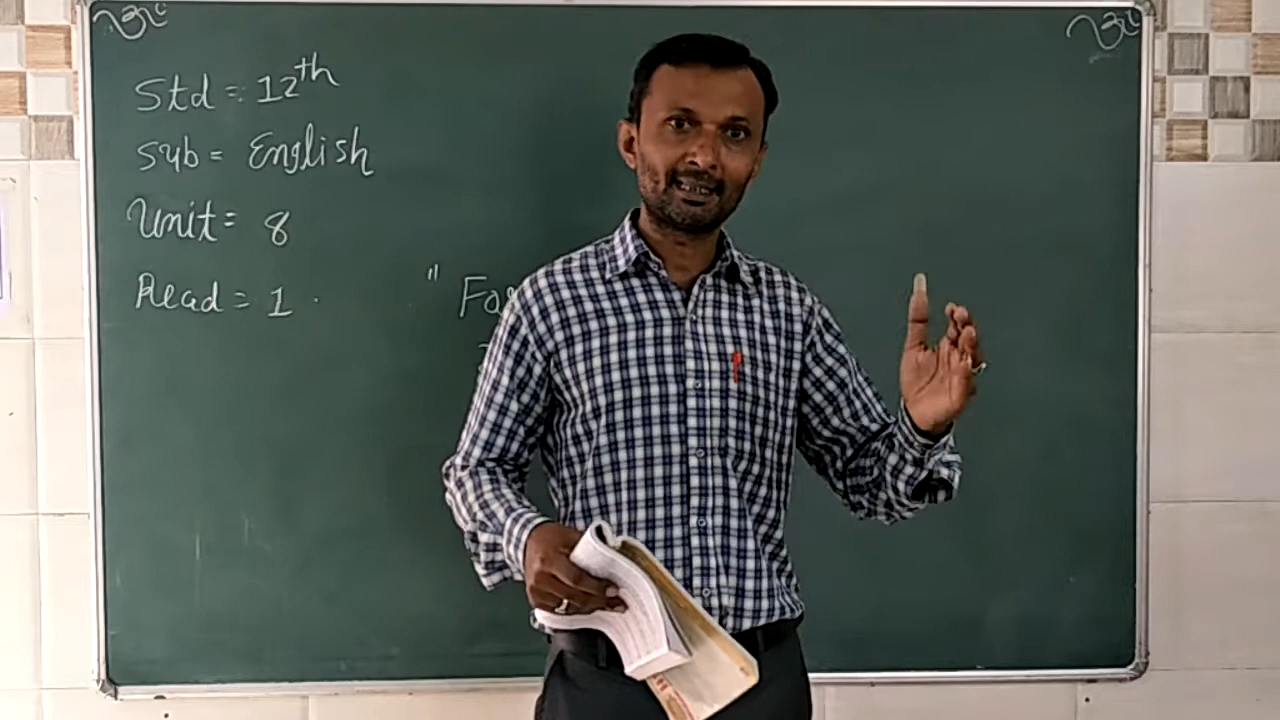 Std = 12th
Sub = English
Unit = 8
Read = 1.